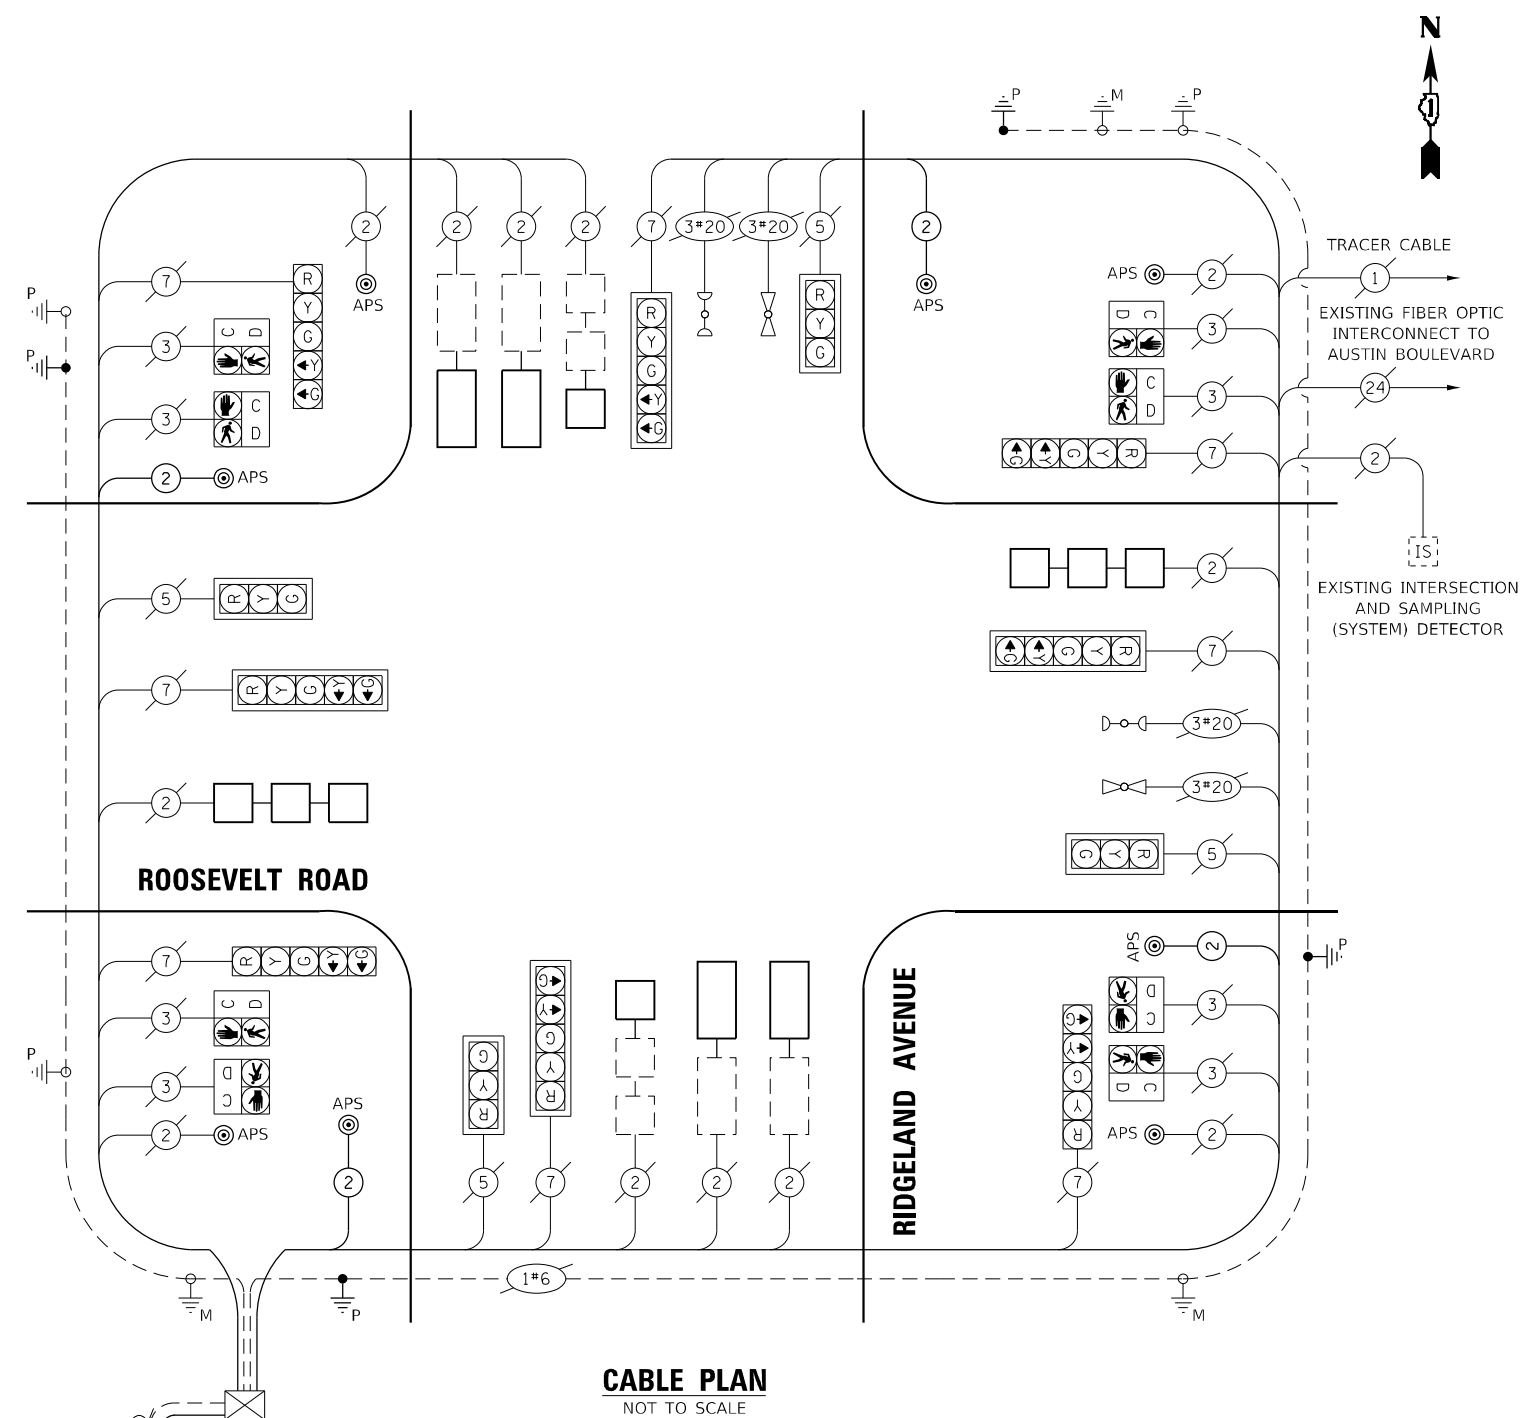 N
1
P M P
2 2 2 2 7 3#20 3#20 5 2
TRACER CABLE
APS 2 1
7 R Y G Y G
APS
R Y G Y G
R Y G
APS
P
EXISTING FIBER OPTIC
INTERCONNECT TO
AUSTIN BOULEVARD
3 C D
D C 3
P
24
3 C D
C D 3
2 APS
G Y G Y R 7
2
IS
EXISTING INTERSECTION
AND SAMPLING
(SYSTEM) DETECTOR
2
5 R Y G
G Y G Y R 7
7 R Y G Y G
3#20
2
3#20
G Y R 5
ROOSEVELT ROAD
APS 2
P
7 R Y G Y G
RIDGELAND AVENUE
3 C D
D C 3
P
3 D C
D C 3
G Y R
G Y G Y R
G Y G Y R
APS
2 APS
APS 2
2 5 7 2 2 2 7
1#6
M P M
CABLE PLAN
NOT TO SCALE